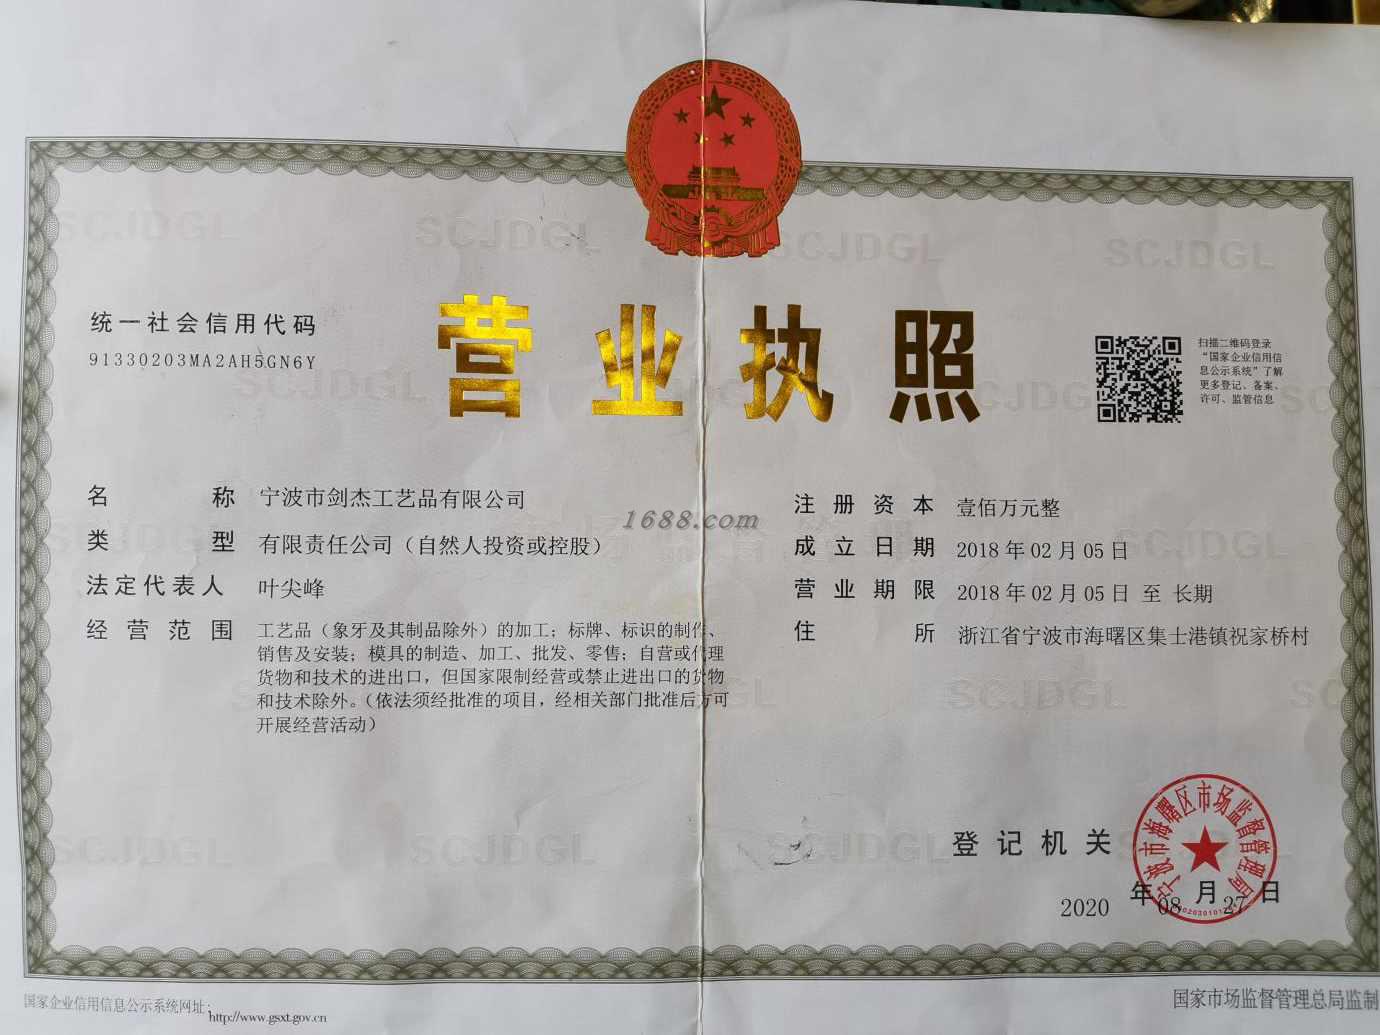 营业执照
统一社会信用代码
91330203MA2AH5GN6Y
扫描二维码登录
“国家企业信用信
息公示系统”了解
更多登记、备案、
许可、监管信息
名称 宁波市剑杰工艺品有限公司
类型 有限责任公司（自然人投资或控股）
法定代表人 叶尖峰
经营范围 工艺品（象牙及其制品除外）的加工；标牌、标识的制作、
销售及安装；模具的制造、加工、批发、零售；自营或代理
货物和技术的进出口，但国家限制经营或禁止进出口的货物
和技术除外。（依法须经批准的项目，经相关部门批准后方可
开展经营活动）
注册资本 壹佰万元整
成立日期 2018年02月05日
营业期限 2018年02月05日 至 长期
住所 浙江省宁波市海曙区集士港镇祝家桥村
1688.com
登记机关
宁波市海曙区市场监督管理局
2020年08月27日
国家企业信用信息公示系统网址：
http://www.gsxt.gov.cn
国家市场监督管理总局监制
SCJDGL